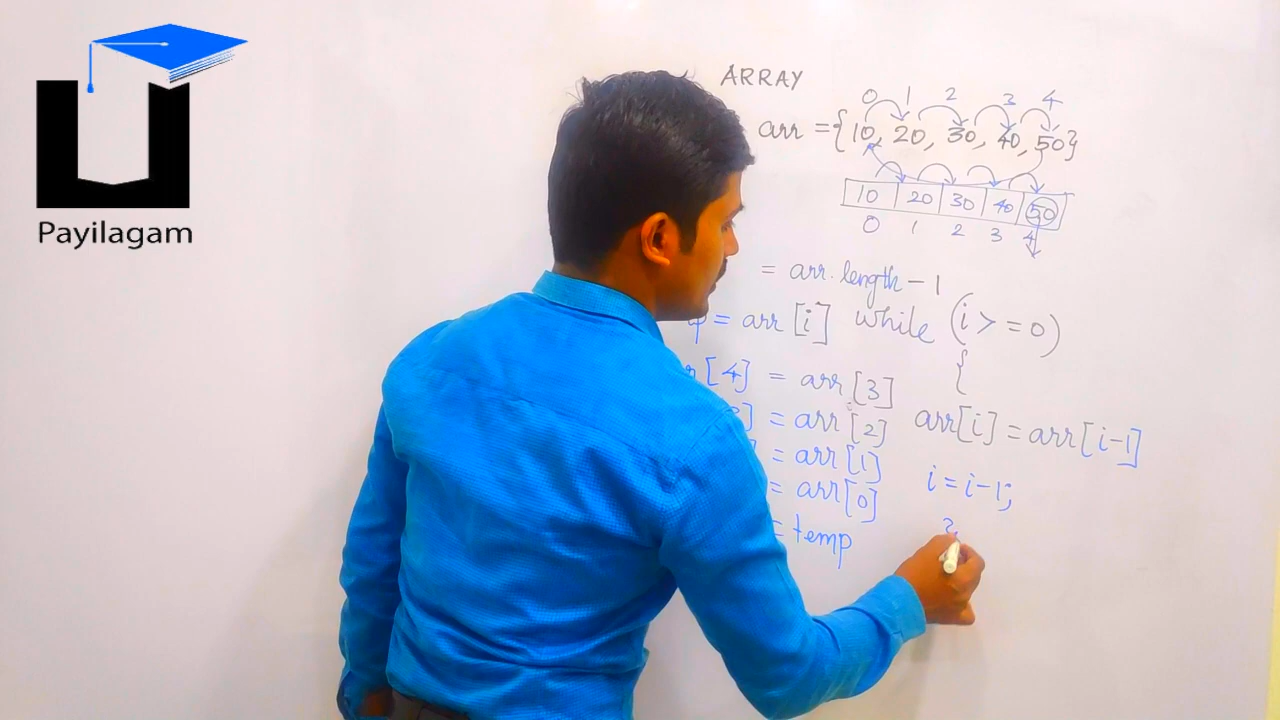 Payilagam
ARRAY
0 1 2 3 4
arr = {10, 20, 30, 40, 50}
10 20 30 40 50
0 1 2 3 4
= arr.length - 1
p = arr[i] while (i > = 0)
{
r[4] = arr[3]
] = arr[2] arr[i] = arr[i-1]
] = arr[1]
i = i-1;
= arr[0]
= temp